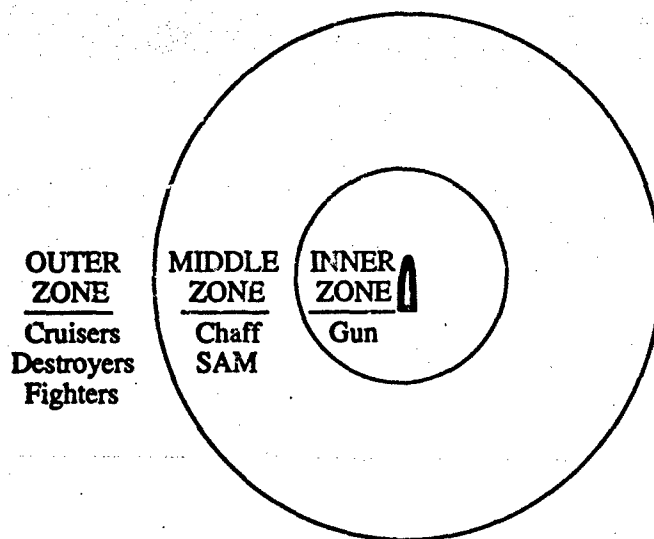 OUTER
ZONE
Cruisers
Destroyers
Fighters
MIDDLE
ZONE
Chaff
SAM
INNER
ZONE
Gun